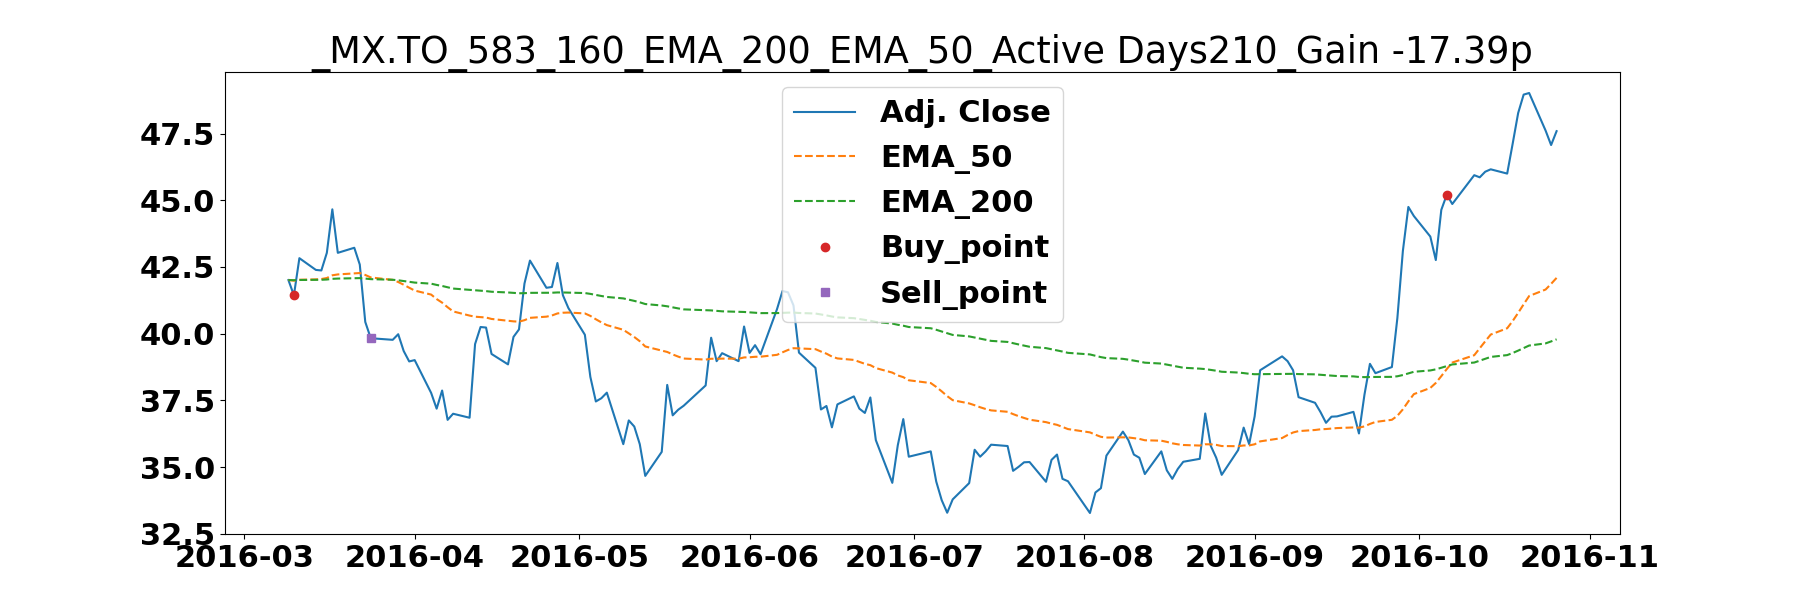 _MX.TO_583_160_EMA_200_EMA_50_Active Days210_Gain -17.39p
Adj. Close
EMA_50
EMA_200
Buy_point
Sell_point
47.5
45.0
42.5
40.0
37.5
35.0
32.5
2016-03 2016-04 2016-05 2016-06 2016-07 2016-08 2016-09 2016-10 2016-11